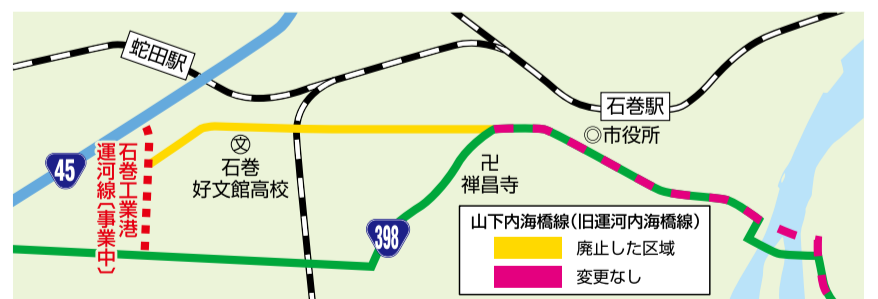 蛇田駅
石巻駅
◎市役所
文
石巻
好文館高校
45
石巻工業港
運河線〔事業中〕
卍
禅昌寺
398
山下内海橋線(旧運河内海橋線)
廃止した区域
変更なし